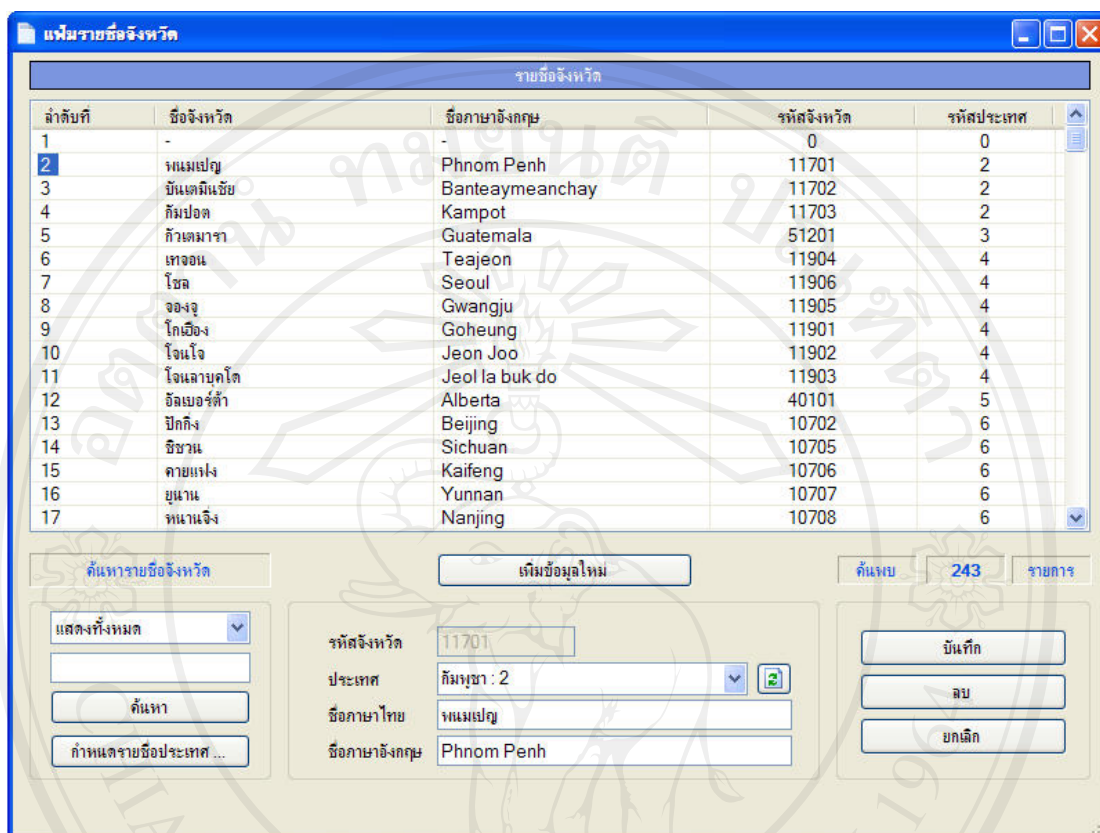 แฟ้มรายชื่อจังหวัด
รายชื่อจังหวัด
ลำดับที่ ชื่อจังหวัด ชื่อภาษาอังกฤษ รหัสจังหวัด รหัสประเทศ
1 - - 0 0
2 พนมเปญ Phnom Penh 11701 2
3 บันเตมินชัย Banteaymeanchay 11702 2
4 กัมปอต Kampot 11703 2
5 กัวเตมารา Guatemala 51201 3
6 เทจอน Teajeon 11904 4
7 โซล Seoul 11906 4
8 จองจู Gwangju 11905 4
9 โกเฮือง Goheung 11901 4
10 โจนโจ Jeon Joo 11902 4
11 โจนลาบุคโด Jeol la buk do 11903 4
12 อัลเบอร์ต้า Alberta 40101 5
13 ปักกิ่ง Beijing 10702 6
14 ชิชวน Sichuan 10705 6
15 คายแฟง Kaifeng 10706 6
16 ยูนาน Yunnan 10707 6
17 หนานจิง Nanjing 10708 6
ค้นหารายชื่อจังหวัด เพิ่มข้อมูลใหม่ ค้นพบ 243 รายการ
แสดงทั้งหมด
รหัสจังหวัด 11701
บันทึก
ประเทศ กัมพูชา : 2
ลบ
ค้นหา
ชื่อภาษาไทย พนมเปญ
ยกเลิก
กำหนดรายชื่อประเทศ ...
ชื่อภาษาอังกฤษ Phnom Penh